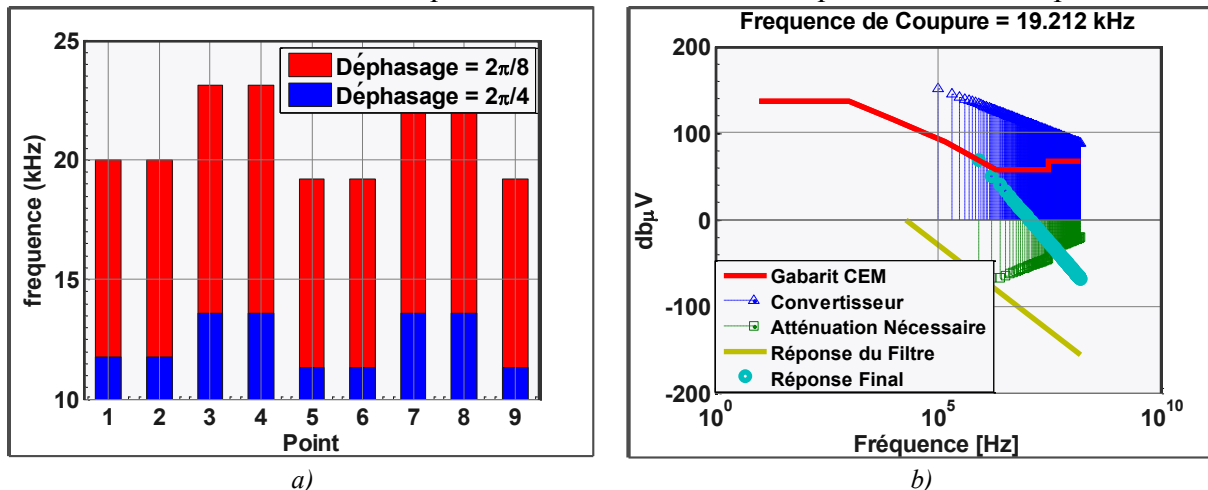 25
20
15
10
frequence (kHz)
Déphasage = 2π/8
Déphasage = 2π/4
1 2 3 4 5 6 7 8 9
Point
a)
Frequence de Coupure = 19.212 kHz
200
100
0
-100
-200
dbµV
Gabarit CEM
Convertisseur
Atténuation Nécessaire
Réponse du Filtre
Réponse Final
10^0 10^5 10^10
Fréquence [Hz]
b)